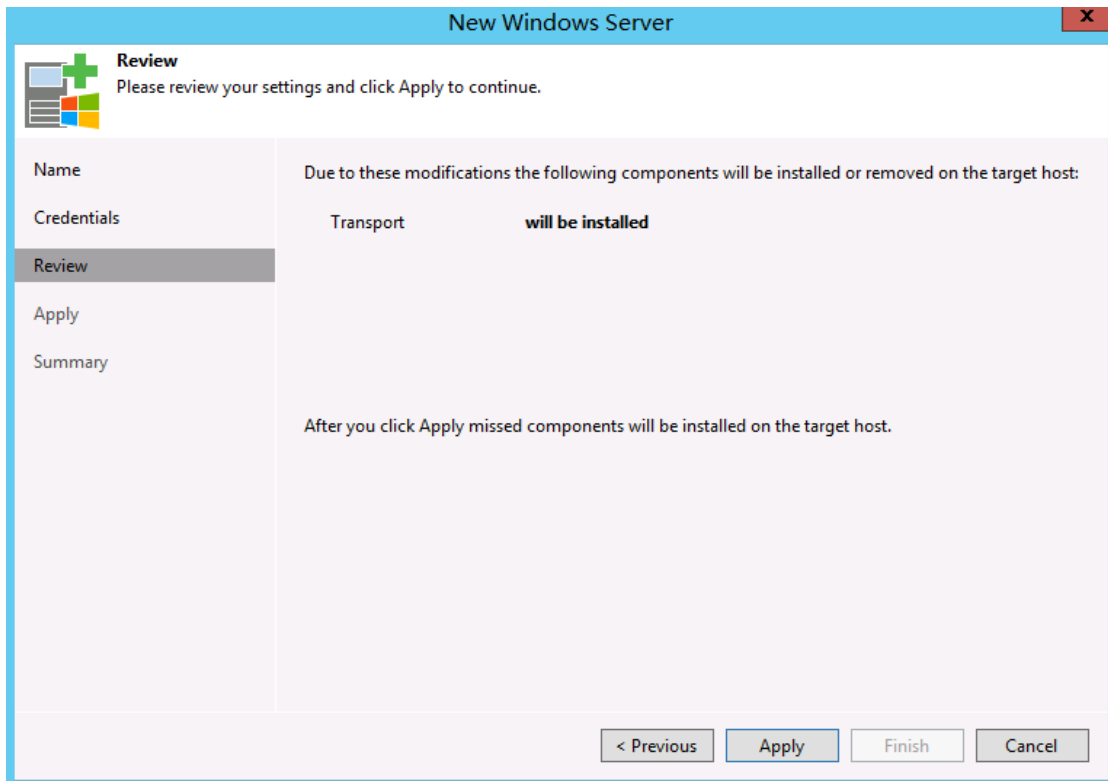 New Windows Server
x
Review
Please review your settings and click Apply to continue.
Name
Credentials
Review
Apply
Summary
Due to these modifications the following components will be installed or removed on the target host:
Transport will be installed
After you click Apply missed components will be installed on the target host.
< Previous Apply Finish Cancel